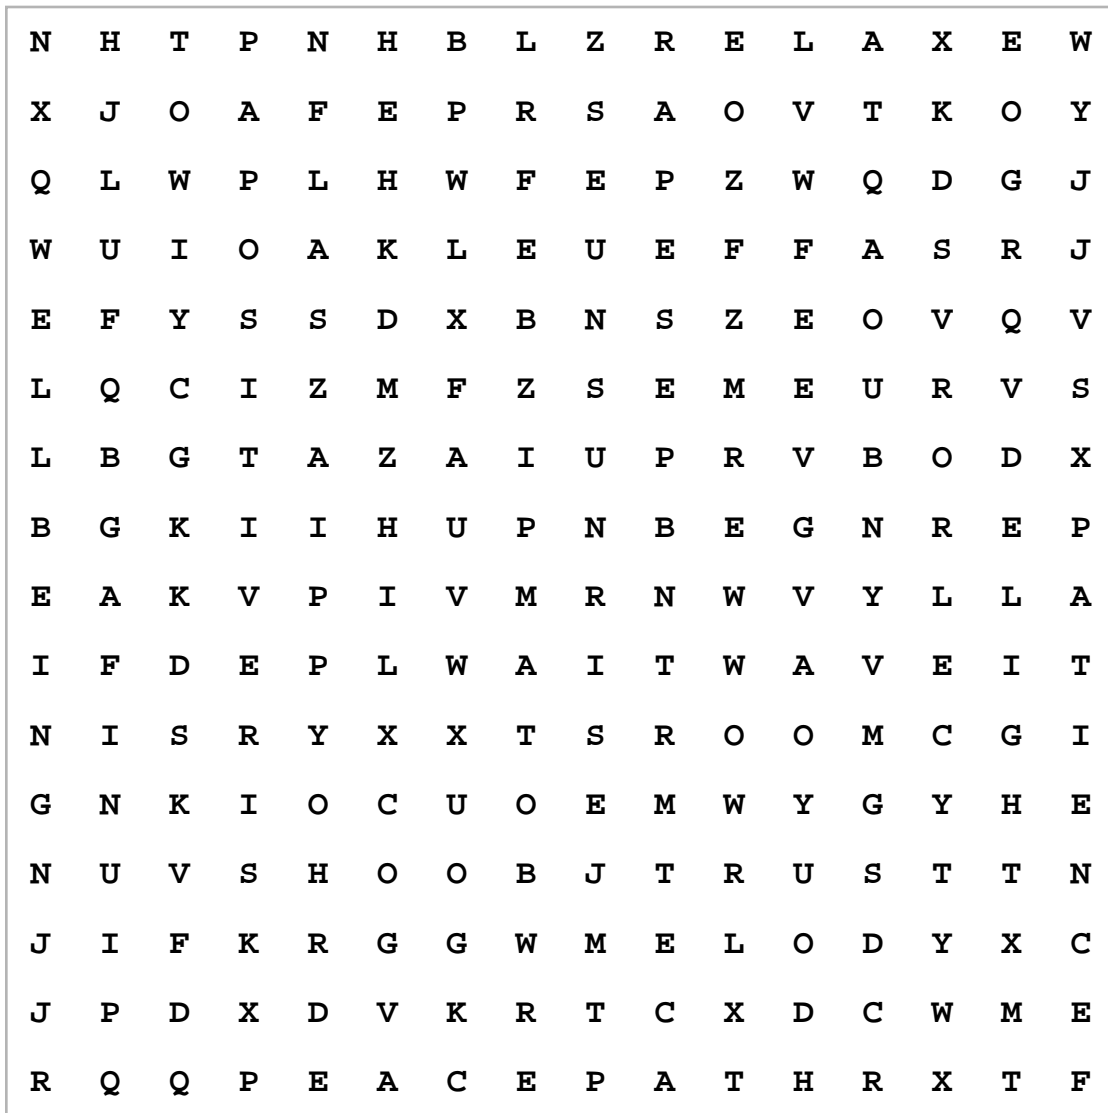 N H T P N H B L Z R E L A X E W
X J O A F E P R S A O V T K O Y
Q L W P L H W F E P Z W Q D G J
W U I O A K L E U E F F A S R J
E F Y S S D X B N S Z E O V Q V
L Q C I Z M F Z S E M E U R V S
L B G T A Z A I U P R V B O D X
B G K I I H U P N B E G N R E P
E A K V P I V M R N W V Y L L A
I F D E P L W A I T W A V E I T
N I S R Y X X T S R O O M C G I
G N K I O C U O E M W Y G Y H E
N U V S H O O B J T R U S T T N
J I F K R G G W M E L O D Y X C
J P D X D V K R T C X D C W M E
R Q Q P E A C E P A T H R X T F